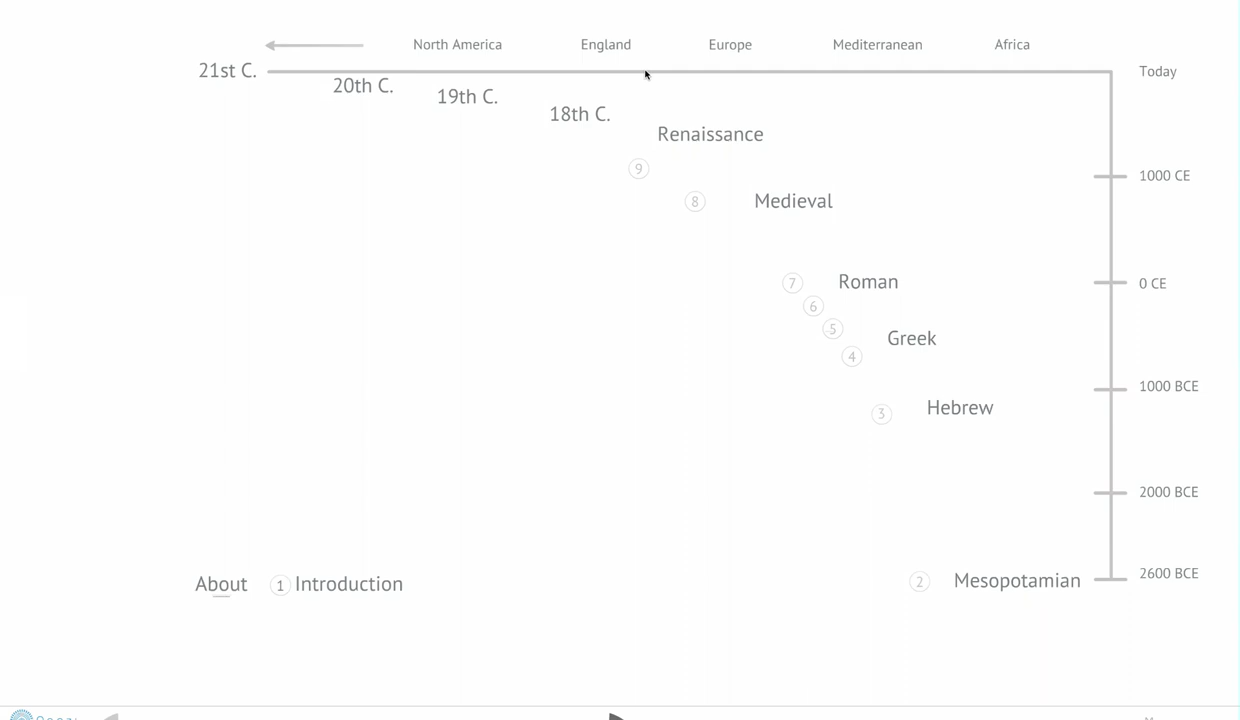 North America England Europe Mediterranean Africa
21st C. Today
20th C.
19th C.
18th C.
Renaissance
9
1000 CE
8 Medieval
7 Roman 0 CE
6
5
Greek
4
1000 BCE
3 Hebrew
2000 BCE
2600 BCE
About 1 Introduction 2 Mesopotamian